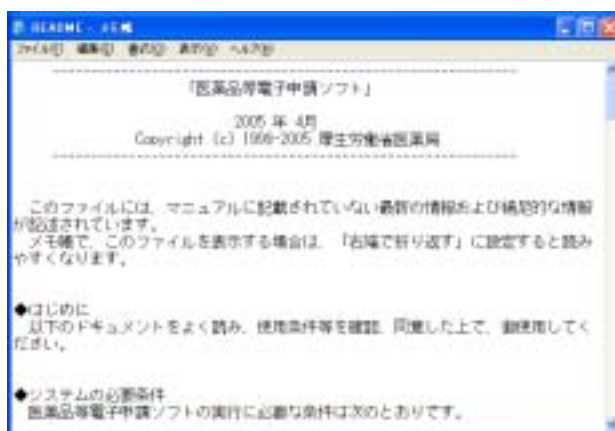 README - メモ帳
ファイル(F) 編集(E) 書式(O) 表示(V) ヘルプ(H)
「医薬品等電子申請ソフト」
2005 年 4月
Copyright (c) 1998-2005 厚生労働省医薬局
このファイルには、マニュアルに記載されていない最新の情報および補足的な情報
が記述されています。
メモ帳で、このファイルを表示する場合は、「右端で折り返す」に設定すると読み
やすくなります。
◆はじめに
以下のドキュメントをよく読み、使用条件等を確認、同意した上で、御使用してく
ださい。
◆システムの必要条件
医薬品等電子申請ソフトの実行に必要な条件は次のとおりです。